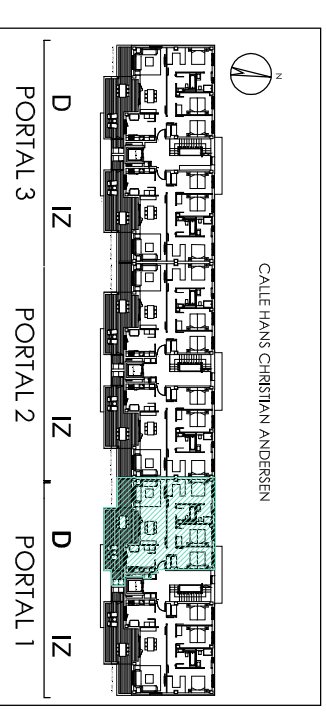 N
CALLE HANS CHRISTIAN ANDERSEN
D IZ IZ D IZ
PORTAL 3 PORTAL 2 PORTAL 1